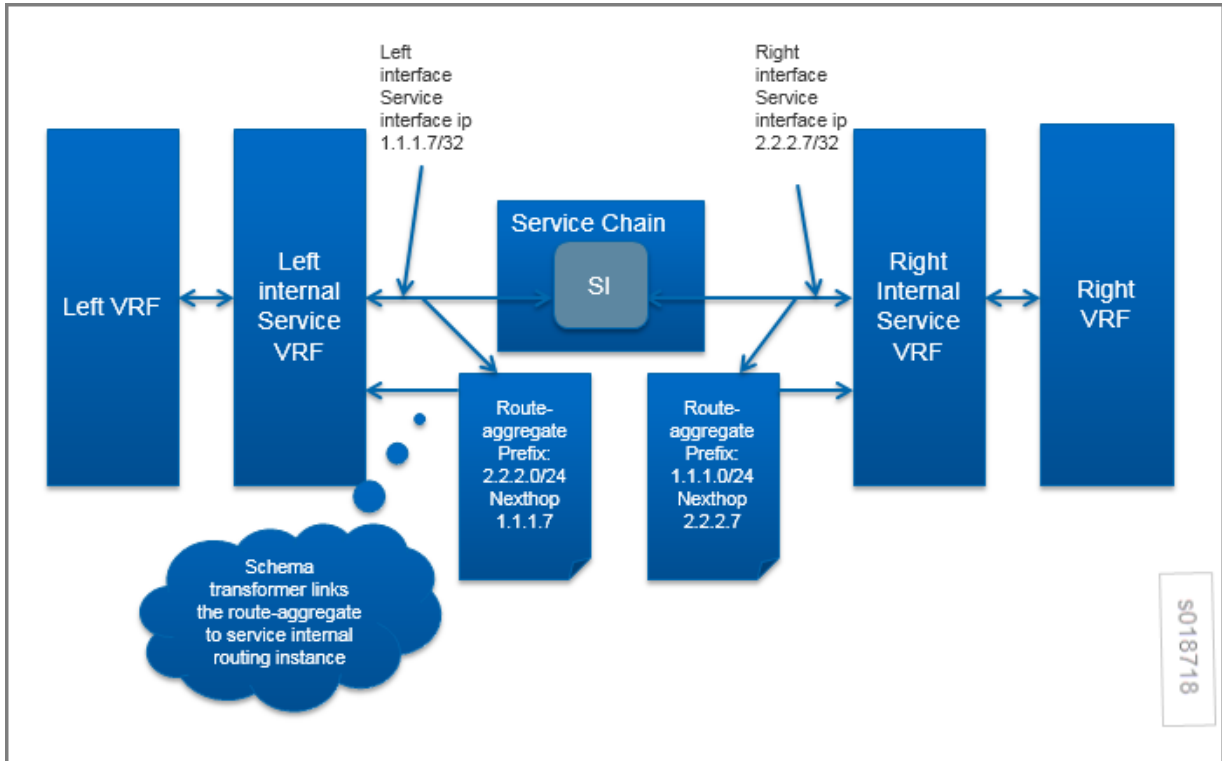 Left
interface
Service
interface ip
1.1.1.7/32
Right
interface
Service
interface ip
2.2.2.7/32
Left VRF
Left
internal
Service
VRF
Service Chain
SI
Right
Internal
Service
VRF
Right
VRF
Route-
aggregate
Prefix:
2.2.2.0/24
Nexthop
1.1.1.7
Route-
aggregate
Prefix:
1.1.1.0/24
Nexthop
2.2.2.7
Schema
transformer links
the route-aggregate
to service internal
routing instance
s018718